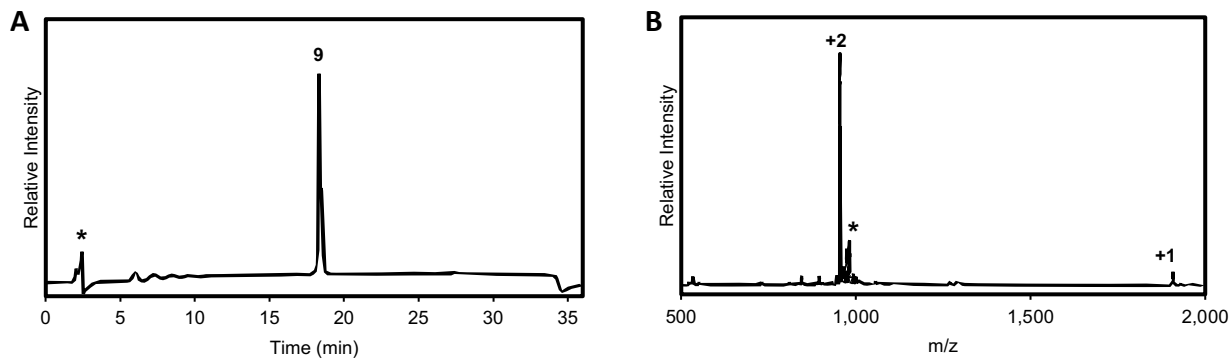 A
Relative Intensity
*
9
0 5 10 15 20 25 30 35
Time (min)
B
Relative Intensity
+2
*
+1
500 1,000 1,500 2,000
m/z